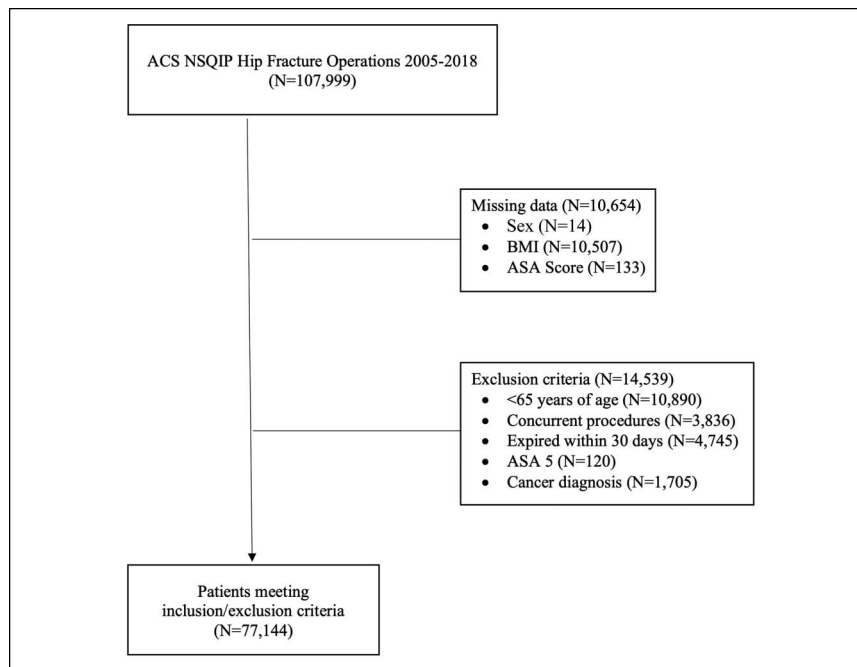 ACS NSQIP Hip Fracture Operations 2005-2018
(N=107,999)
Missing data (N=10,654)
• Sex (N=14)
• BMI (N=10,507)
• ASA Score (N=133)
Exclusion criteria (N=14,539)
• <65 years of age (N=10,890)
• Concurrent procedures (N=3,836)
• Expired within 30 days (N=4,745)
• ASA 5 (N=120)
• Cancer diagnosis (N=1,705)
Patients meeting
inclusion/exclusion criteria
(N=77,144)